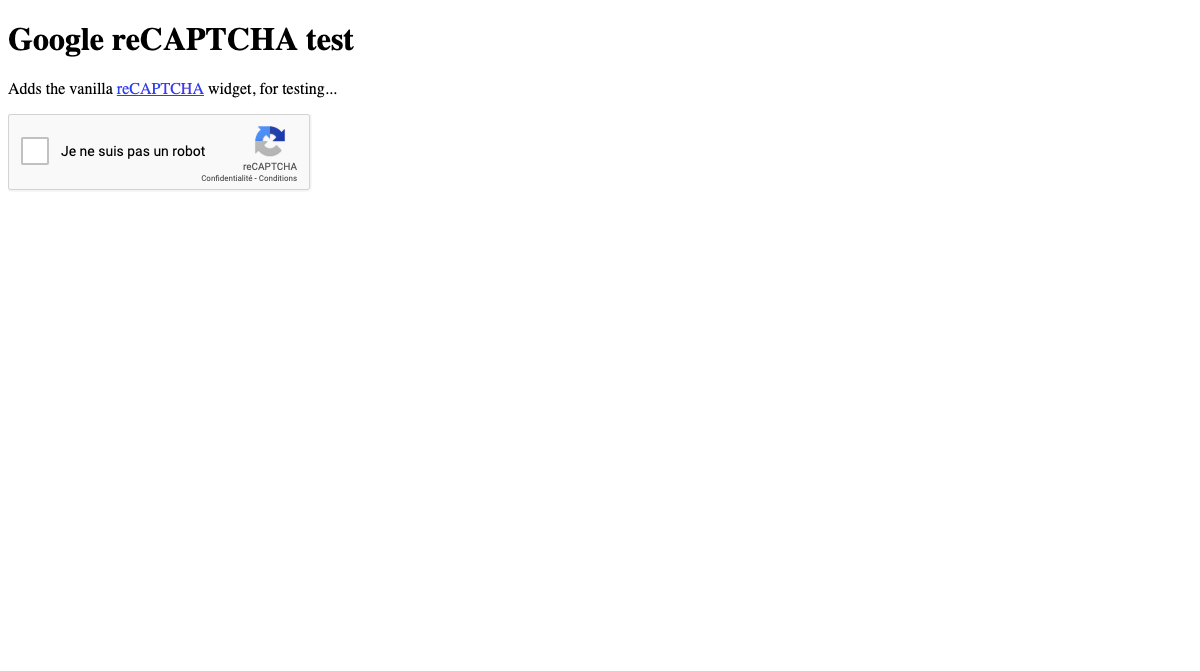 Google reCAPTCHA test
Adds the vanilla reCAPTCHA widget, for testing...
Je ne suis pas un robot
reCAPTCHA
Confidentialité - Conditions